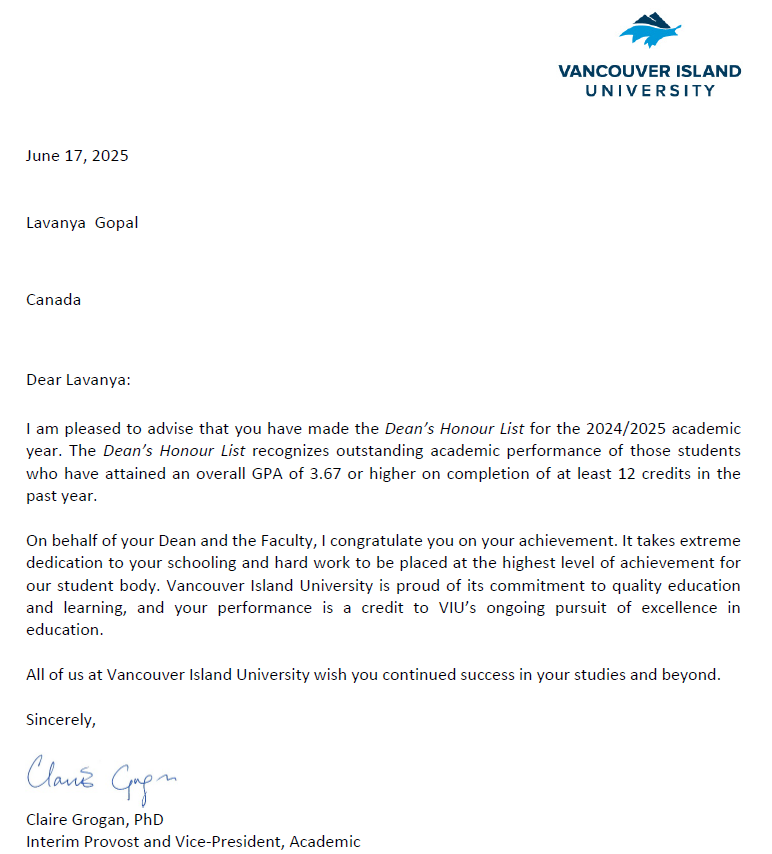 VANCOUVER ISLAND
UNIVERSITY
June 17, 2025
Lavanya  Gopal
Canada
Dear Lavanya:
I am pleased to advise that you have made the Dean’s Honour List for the 2024/2025 academic
year. The Dean’s Honour List recognizes outstanding academic performance of those students
who have attained an overall GPA of 3.67 or higher on completion of at least 12 credits in the
past year.
On behalf of your Dean and the Faculty, I congratulate you on your achievement. It takes extreme
dedication to your schooling and hard work to be placed at the highest level of achievement for
our student body. Vancouver Island University is proud of its commitment to quality education
and learning, and your performance is a credit to VIU’s ongoing pursuit of excellence in
education.
All of us at Vancouver Island University wish you continued success in your studies and beyond.
Sincerely,
Claire Grogan, PhD
Interim Provost and Vice-President, Academic